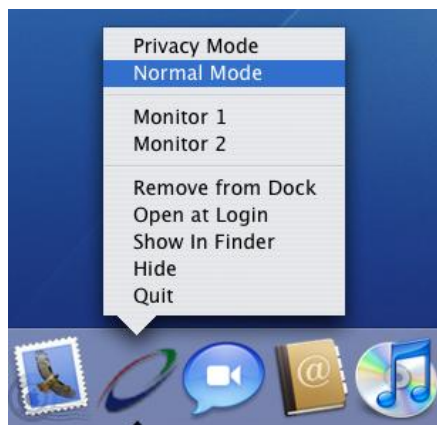 Privacy Mode
Normal Mode
Monitor 1
Monitor 2
Remove from Dock
Open at Login
Show In Finder
Hide
Quit
@